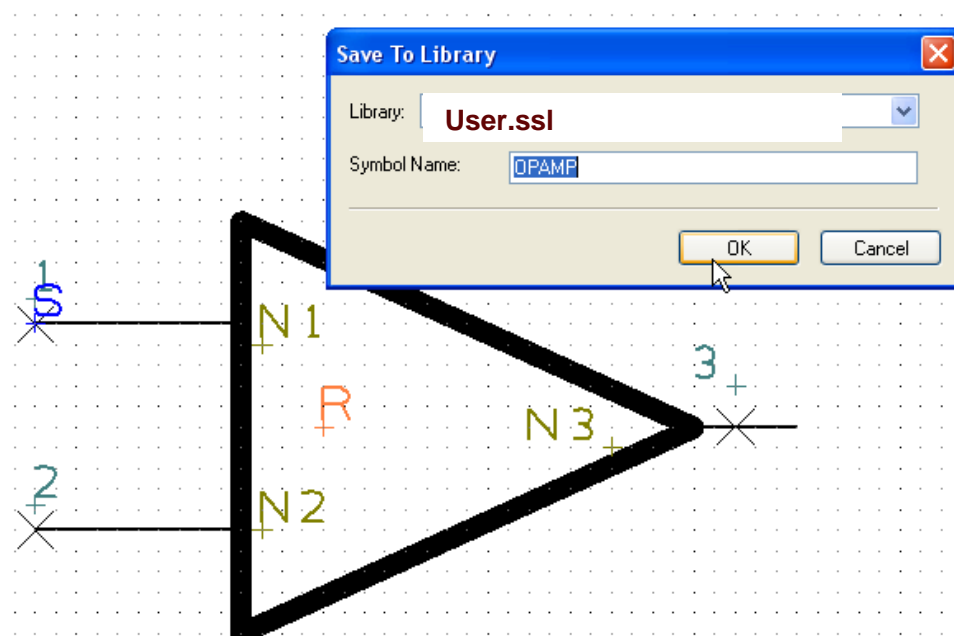 Save To Library
Library: User.ssl
Symbol Name: OPAMP
OK Cancel
1
S
N1
R
3
N3
2
N2